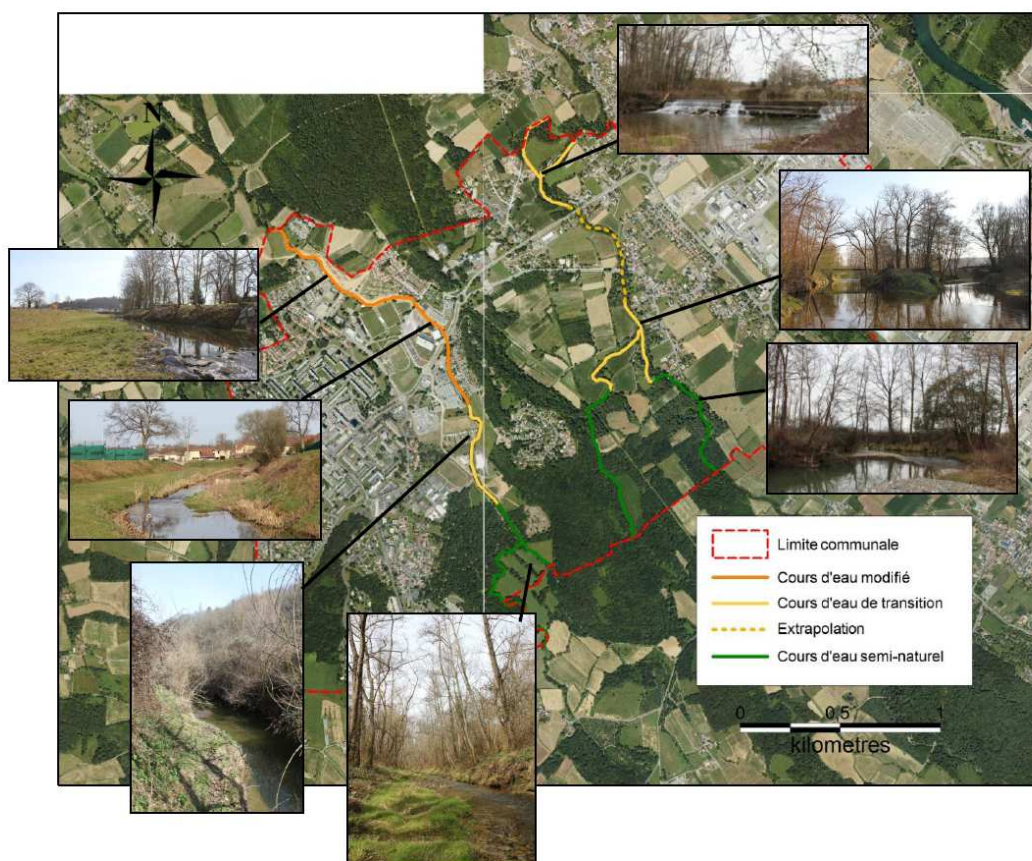 N
Limite communale
Cours d'eau modifié
Cours d'eau de transition
Extrapolation
Cours d'eau semi-naturel
0 0.5 1
kilometres